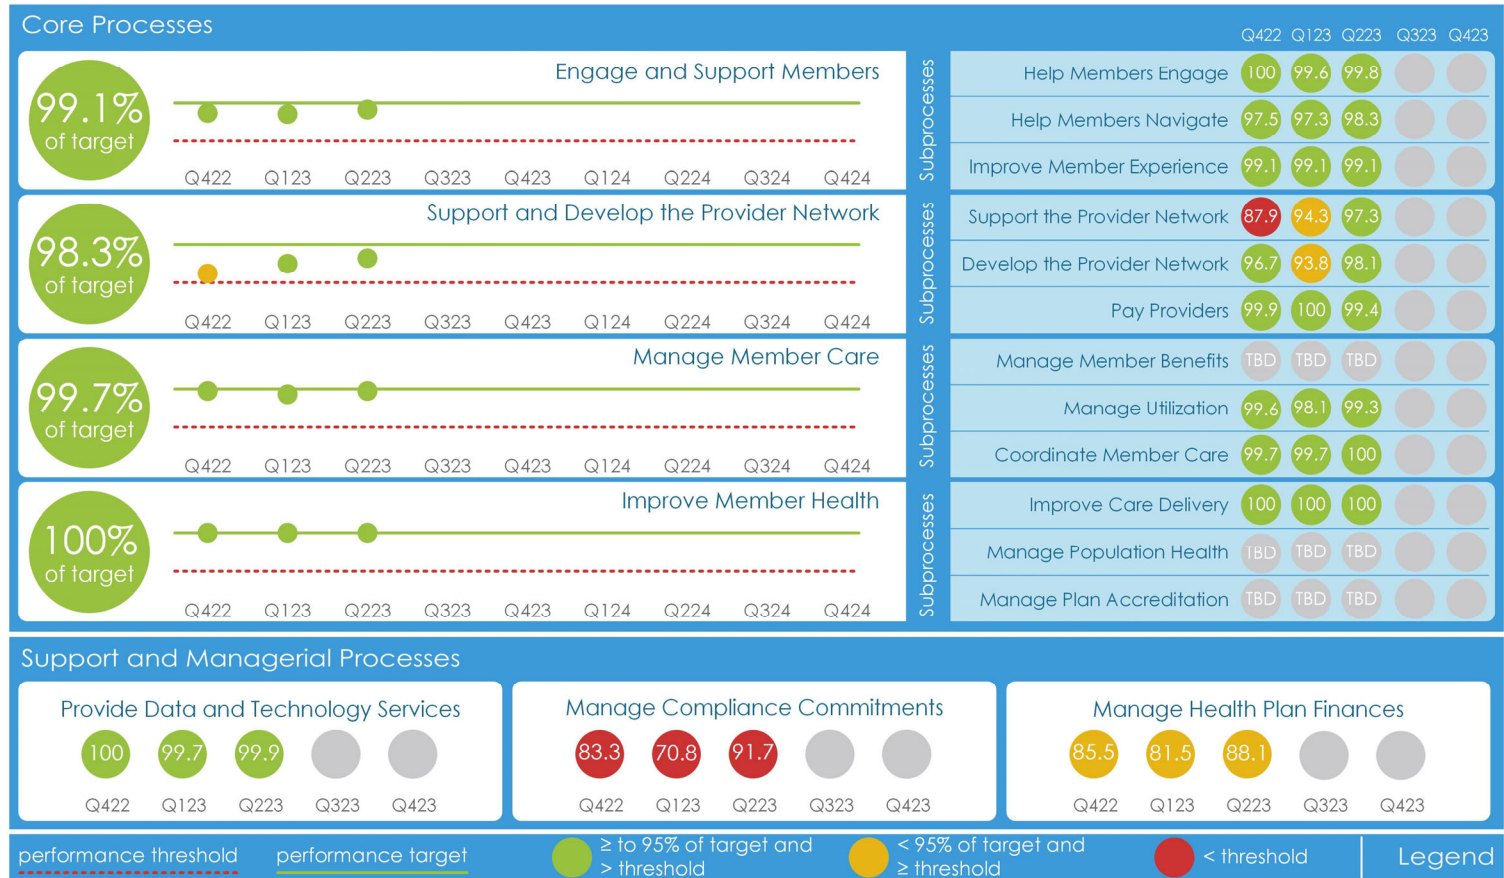 Core Processes
Q422 Q123 Q223 Q323 Q423
99.1%
of target
Engage and Support Members
Q422 Q123 Q223 Q323 Q423 Q124 Q224 Q324 Q424
Subprocesses
Help Members Engage 100 99.6 99.8
Help Members Navigate 97.5 97.3 98.3
Improve Member Experience 99.1 99.1 99.1
98.3%
of target
Support and Develop the Provider Network
Q422 Q123 Q223 Q323 Q423 Q124 Q224 Q324 Q424
Subprocesses
Support the Provider Network 87.9 94.3 97.3
Develop the Provider Network 96.7 93.8 98.1
Pay Providers 99.9 100 99.4
99.7%
of target
Manage Member Care
Q422 Q123 Q223 Q323 Q423 Q124 Q224 Q324 Q424
Subprocesses
Manage Member Benefits TBD TBD TBD
Manage Utilization 99.6 98.1 99.3
Coordinate Member Care 99.7 99.7 100
100%
of target
Improve Member Health
Q422 Q123 Q223 Q323 Q423 Q124 Q224 Q324 Q424
Subprocesses
Improve Care Delivery 100 100 100
Manage Population Health TBD TBD TBD
Manage Plan Accreditation TBD TBD TBD
Support and Managerial Processes
Provide Data and Technology Services
100 99.7 99.9
Q422 Q123 Q223 Q323 Q423
Manage Compliance Commitments
83.3 70.8 91.7
Q422 Q123 Q223 Q323 Q423
Manage Health Plan Finances
85.5 81.5 88.1
Q422 Q123 Q223 Q323 Q423
performance threshold
performance target
≥ to 95% of target and
> threshold
< 95% of target and
≥ threshold
< threshold
Legend